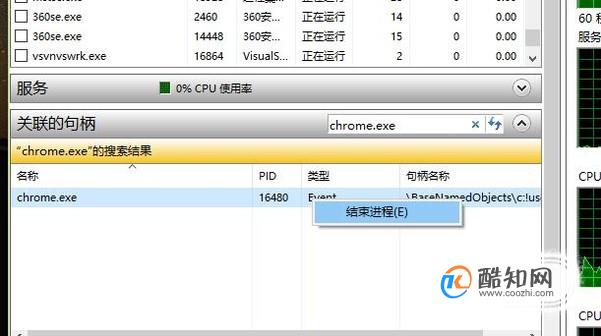 360se.exe 2460 360安... 正在运行 14 0.00
360se.exe 14448 360安... 正在运行 15 0.00
vsvnvswrk.exe 16864 VisualS... 正在运行 2 0.00
服务 0% CPU 使用率
关联的句柄 chrome.exe
“chrome.exe”的搜索结果
名称 PID 类型 句柄名称
chrome.exe 16480 Event \BaseNamedObjects\c:!use
结束进程(E)
60 秒
服务
CPU
CPU
CPU
酷知网
www.coozhi.com